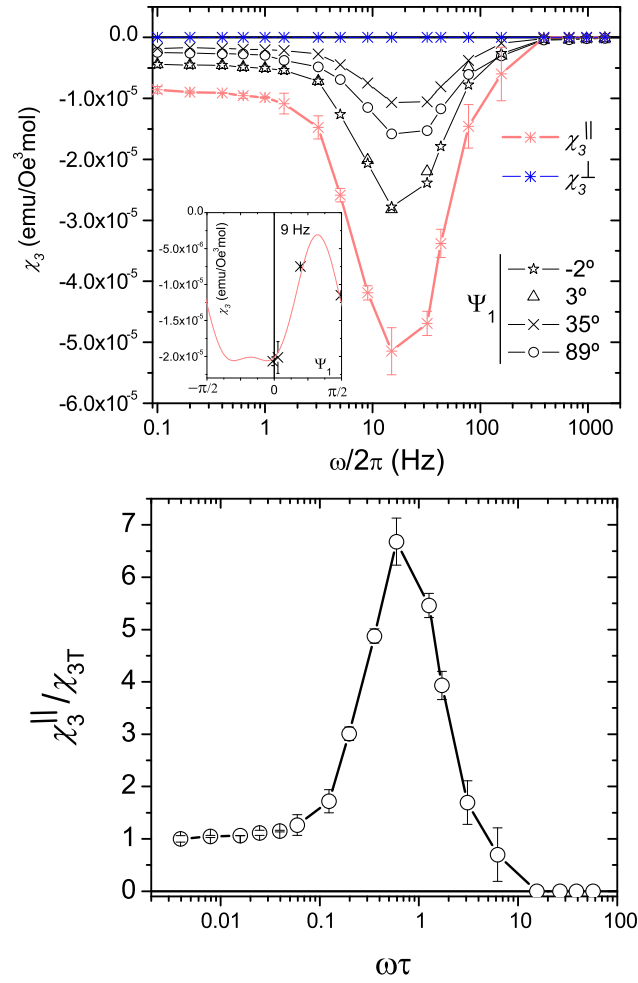 0.0
-1.0x10⁻⁵
-2.0x10⁻⁵
-3.0x10⁻⁵
-4.0x10⁻⁵
-5.0x10⁻⁵
-6.0x10⁻⁵
χ₃ (emu/Oe³mol)
0.1 1 10 100 1000
ω/2π (Hz)
χ₃||
χ₃⊥
Ψ₁
-2º
3º
35º
89º
0.0
-5.0x10⁻⁶
-1.0x10⁻⁵
-1.5x10⁻⁵
-2.0x10⁻⁵
χ₃ (emu/Oe³mol)
9 Hz
Ψ₁
−π/2 0 π/2
7
6
5
4
3
2
1
0
χ₃||/χ₃T
0.01 0.1 1 10 100
ωτ